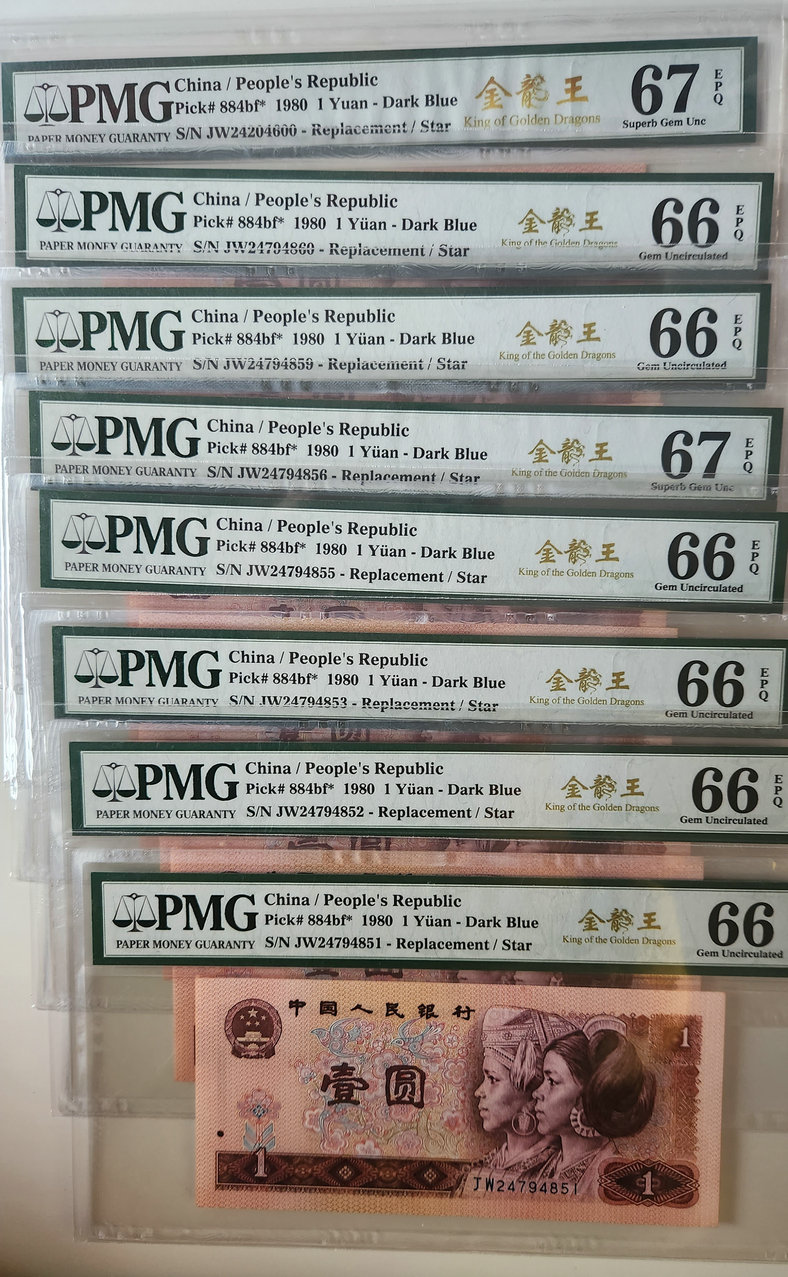 PMG
PAPER MONEY GUARANTY
China / People's Republic
Pick# 884bf* 1980 1 Yuan - Dark Blue
S/N JW24204600 - Replacement / Star
金龍王
King of Golden Dragons
67
EPQ
Superb Gem Unc
PMG
PAPER MONEY GUARANTY
China / People's Republic
Pick# 884bf* 1980 1 Yüan - Dark Blue
S/N JW24794860 - Replacement / Star
金龍王
King of the Golden Dragons
66
EPQ
Gem Uncirculated
PMG
PAPER MONEY GUARANTY
China / People's Republic
Pick# 884bf* 1980 1 Yüan - Dark Blue
S/N JW24794859 - Replacement / Star
金龍王
King of the Golden Dragons
66
EPQ
Gem Uncirculated
PMG
PAPER MONEY GUARANTY
China / People's Republic
Pick# 884bf* 1980 1 Yüan - Dark Blue
S/N JW24794856 - Replacement / Star
金龍王
King of the Golden Dragons
67
EPQ
Superb Gem Unc
PMG
PAPER MONEY GUARANTY
China / People's Republic
Pick# 884bf* 1980 1 Yüan - Dark Blue
S/N JW24794855 - Replacement / Star
金龍王
King of the Golden Dragons
66
EPQ
Gem Uncirculated
PMG
PAPER MONEY GUARANTY
China / People's Republic
Pick# 884bf* 1980 1 Yüan - Dark Blue
S/N JW24794853 - Replacement / Star
金龍王
King of the Golden Dragons
66
EPQ
Gem Uncirculated
PMG
PAPER MONEY GUARANTY
China / People's Republic
Pick# 884bf* 1980 1 Yüan - Dark Blue
S/N JW24794852 - Replacement / Star
金龍王
King of the Golden Dragons
66
EPQ
Gem Uncirculated
PMG
PAPER MONEY GUARANTY
China / People's Republic
Pick# 884bf* 1980 1 Yüan - Dark Blue
S/N JW24794851 - Replacement / Star
金龍王
King of the Golden Dragons
66
Gem Uncirculated
中国人民银行
1
壹圆
1
JW24794851
1